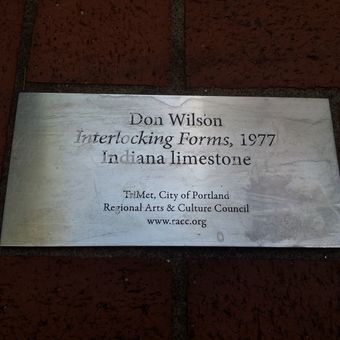 Don Wilson
Interlocking Forms, 1977
Indiana limestone
TriMet, City of Portland
Regional Arts & Culture Council
www.racc.org